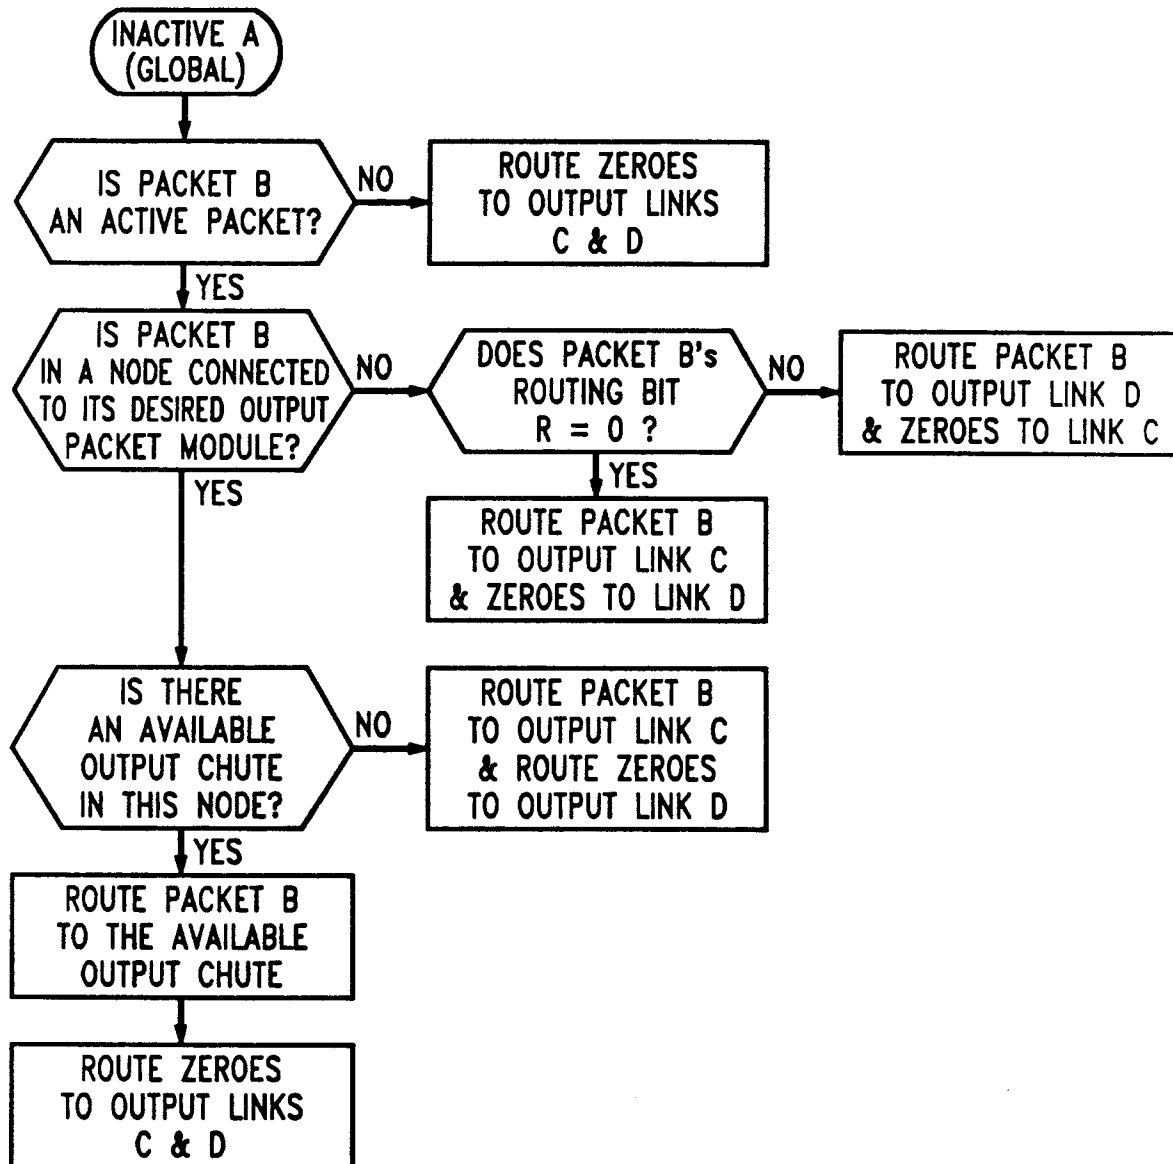 INACTIVE A
(GLOBAL)
IS PACKET B
AN ACTIVE PACKET?
NO
ROUTE ZEROES
TO OUTPUT LINKS
C & D
YES
IS PACKET B
IN A NODE CONNECTED
TO ITS DESIRED OUTPUT
PACKET MODULE?
NO
DOES PACKET B's
ROUTING BIT
R = 0 ?
NO
ROUTE PACKET B
TO OUTPUT LINK D
& ZEROES TO LINK C
YES
ROUTE PACKET B
TO OUTPUT LINK C
& ZEROES TO LINK D
YES
IS THERE
AN AVAILABLE
OUTPUT CHUTE
IN THIS NODE?
NO
ROUTE PACKET B
TO OUTPUT LINK C
& ROUTE ZEROES
TO OUTPUT LINK D
YES
ROUTE PACKET B
TO THE AVAILABLE
OUTPUT CHUTE
ROUTE ZEROES
TO OUTPUT LINKS
C & D